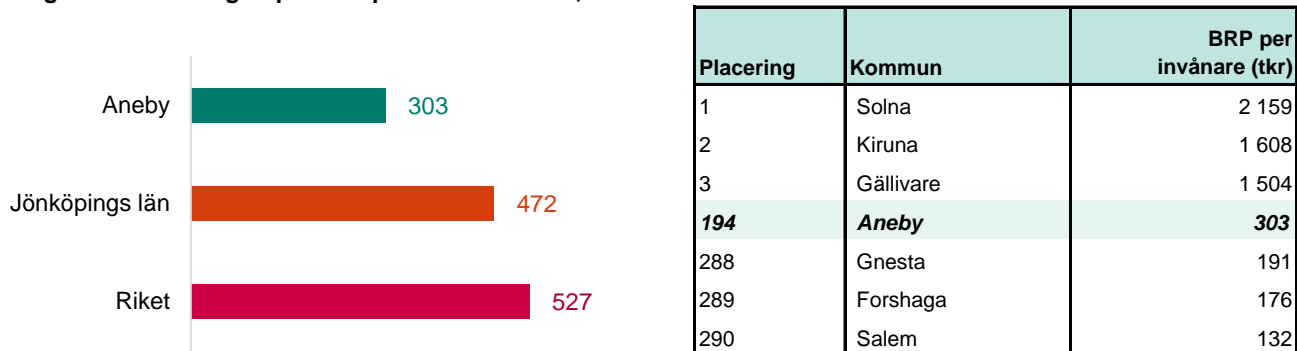 Aneby
303
Jönköpings län
472
Riket
527
Placering Kommun BRP per invånare (tkr)
1 Solna 2 159
2 Kiruna 1 608
3 Gällivare 1 504
194 Aneby 303
288 Gnesta 191
289 Forshaga 176
290 Salem 132